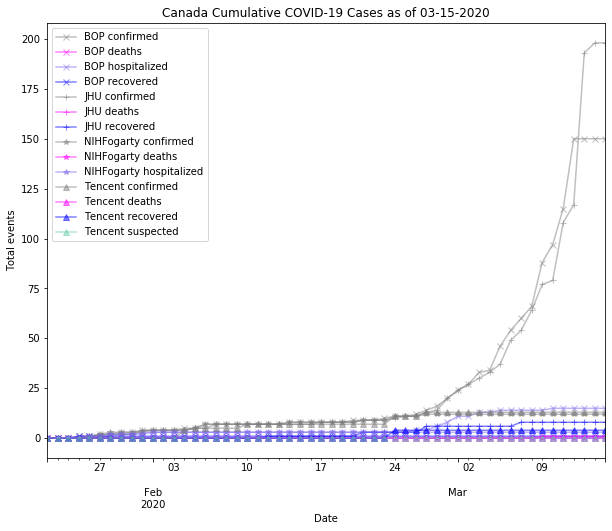 Canada Cumulative COVID-19 Cases as of 03-15-2020
200
175
150
125
100
75
50
25
0
Total events
BOP confirmed
BOP deaths
BOP hospitalized
BOP recovered
JHU confirmed
JHU deaths
JHU recovered
NIHFogarty confirmed
NIHFogarty deaths
NIHFogarty hospitalized
Tencent confirmed
Tencent deaths
Tencent recovered
Tencent suspected
27 03 10 17 24 02 09
Feb Mar
2020
Date